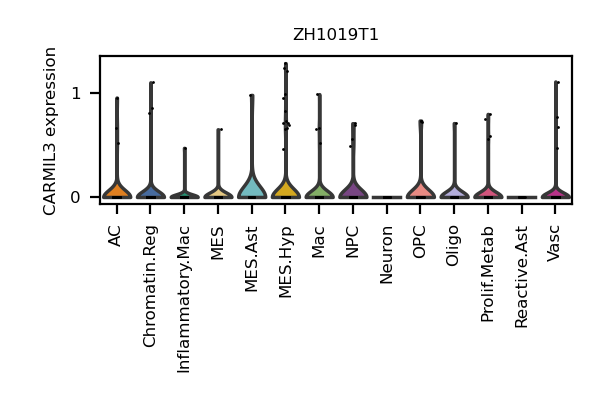 ZH1019T1
CARMIL3 expression
1
0
AC
Chromatin.Reg
Inflammatory.Mac
MES
MES.Ast
MES.Hyp
Mac
NPC
Neuron
OPC
Oligo
Prolif.Metab
Reactive.Ast
Vasc